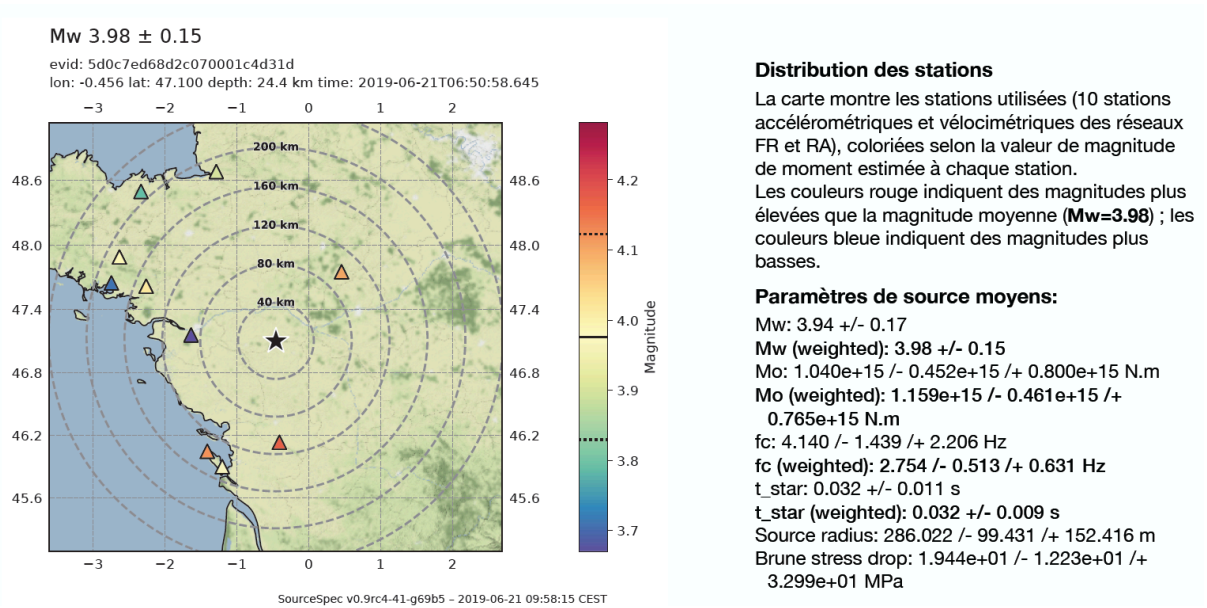 Mw 3.98 ± 0.15
evid: 5d0c7ed68d2c070001c4d31d
lon: -0.456 lat: 47.100 depth: 24.4 km time: 2019-06-21T06:50:58.645
−3 −2 −1 0 1 2
200 km
160 km
120 km
80 km
40 km
48.6 48.6
48.0 48.0
47.4 47.4
46.8 46.8
46.2 46.2
45.6 45.6
−3 −2 −1 0 1 2
4.2
4.1
4.0
3.9
3.8
3.7
Magnitude
SourceSpec v0.9rc4-41-g69b5 – 2019-06-21 09:58:15 CEST
Distribution des stations
La carte montre les stations utilisées (10 stations
accélérométriques et vélocimétriques des réseaux
FR et RA), coloriées selon la valeur de magnitude
de moment estimée à chaque station.
Les couleurs rouge indiquent des magnitudes plus
élevées que la magnitude moyenne (Mw=3.98) ; les
couleurs bleue indiquent des magnitudes plus
basses.
Paramètres de source moyens:
Mw: 3.94 +/- 0.17
Mw (weighted): 3.98 +/- 0.15
Mo: 1.040e+15 /- 0.452e+15 /+ 0.800e+15 N.m
Mo (weighted): 1.159e+15 /- 0.461e+15 /+
0.765e+15 N.m
fc: 4.140 /- 1.439 /+ 2.206 Hz
fc (weighted): 2.754 /- 0.513 /+ 0.631 Hz
t_star: 0.032 +/- 0.011 s
t_star (weighted): 0.032 +/- 0.009 s
Source radius: 286.022 /- 99.431 /+ 152.416 m
Brune stress drop: 1.944e+01 /- 1.223e+01 /+
3.299e+01 MPa